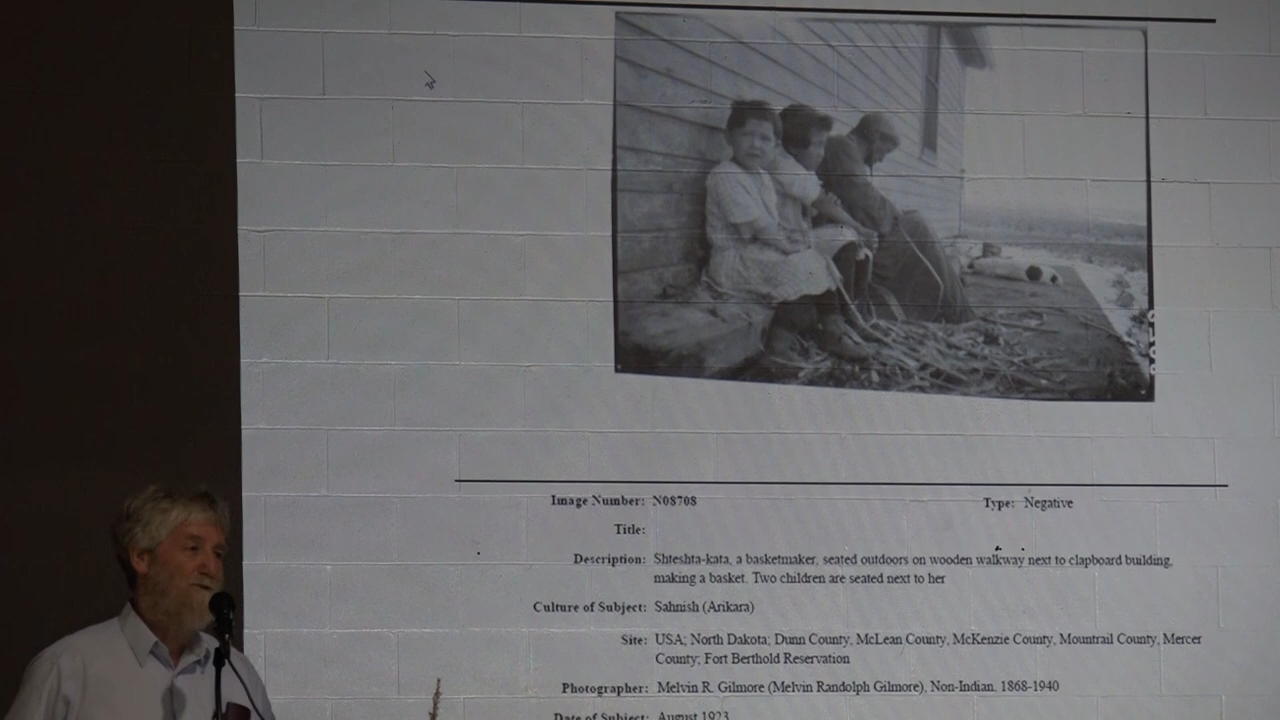 Image Number: N08708 Type: Negative
Title:
Description: Shteshta-kata, a basketmaker, seated outdoors on wooden walkway next to clapboard building,
making a basket. Two children are seated next to her
Culture of Subject: Sahnish (Arikara)
Site: USA; North Dakota; Dunn County, McLean County, McKenzie County, Mountrail County, Mercer
County; Fort Berthold Reservation
Photographer: Melvin R. Gilmore (Melvin Randolph Gilmore), Non-Indian, 1868-1940
Date of Subject: August 1923